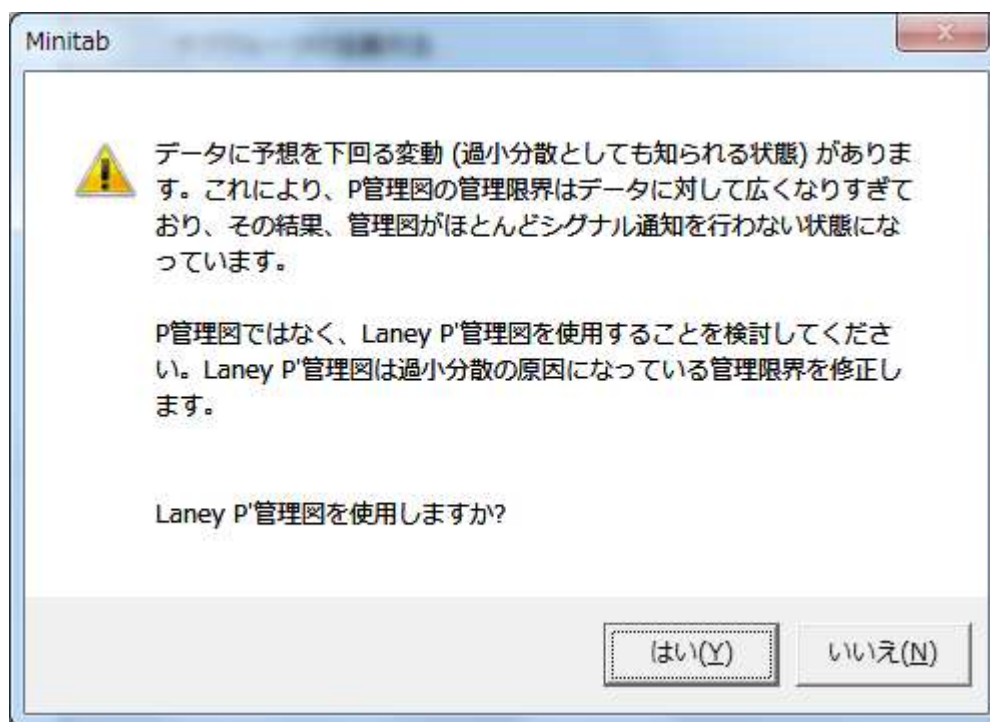 Minitab
データに予想を下回る変動 (過小分散としても知られる状態) がありま
す。これにより、P管理図の管理限界はデータに対して広くなりすぎて
おり、その結果、管理図がほとんどシグナル通知を行わない状態にな
っています。
P管理図ではなく、Laney P'管理図を使用することを検討してくださ
い。Laney P'管理図は過小分散の原因になっている管理限界を修正し
ます。
Laney P'管理図を使用しますか?
はい(Y)
いいえ(N)